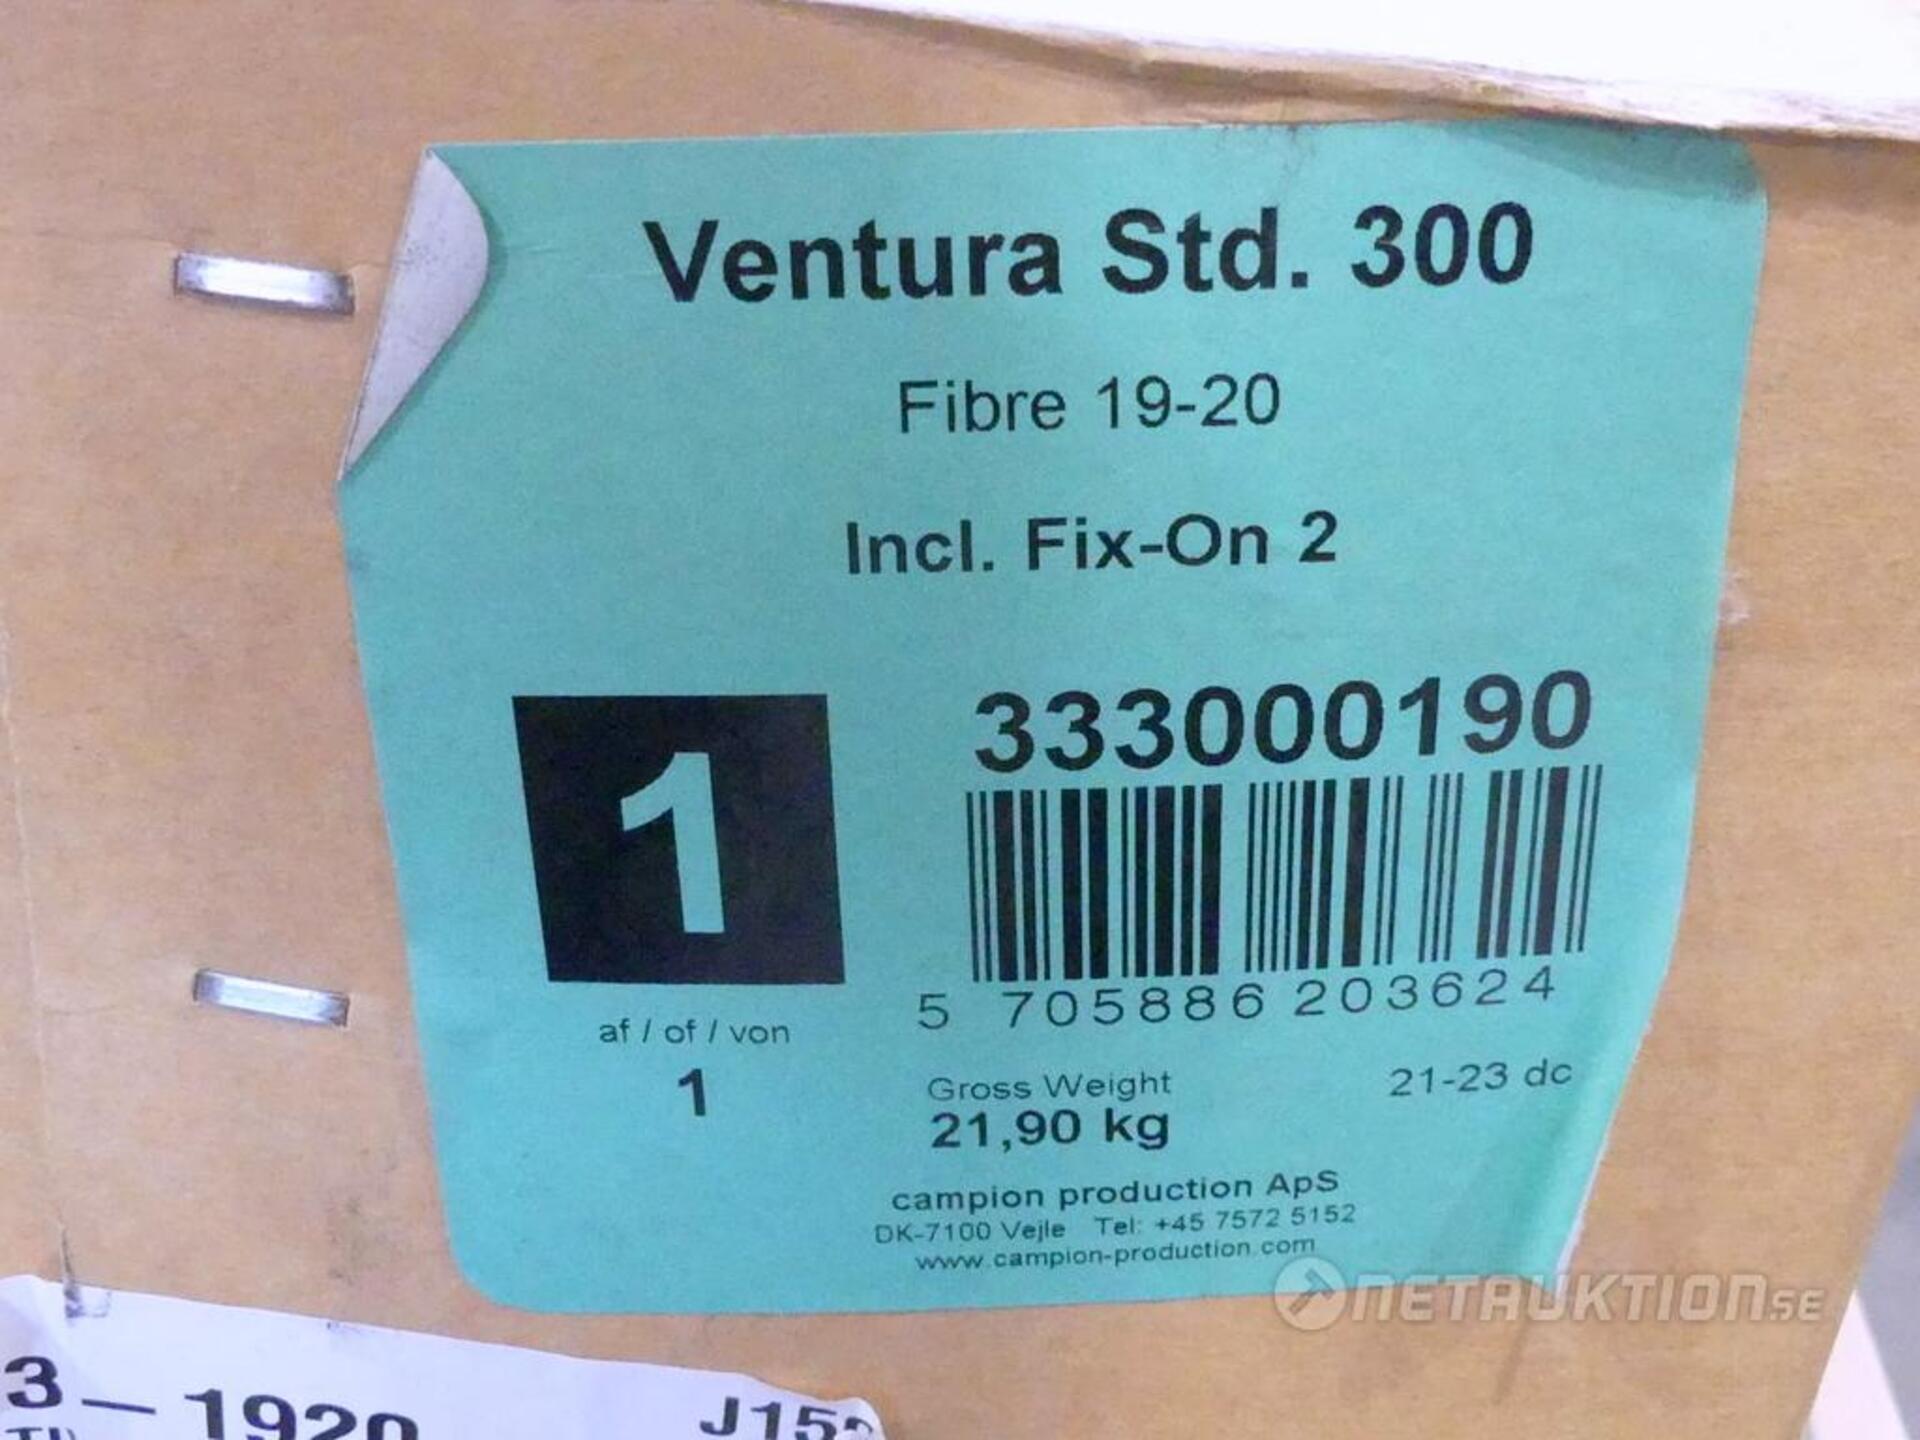 Ventura Std. 300
Fibre 19-20
Incl. Fix-On 2
1
af / of / von
1
333000190
5 705886 203624
Gross Weight
21,90 kg
21-23 dc
campion production ApS
DK-7100 Vejle Tel: +45 7572 5152
www.campion-production.com
NETAUKTION.SE
3 – 1920